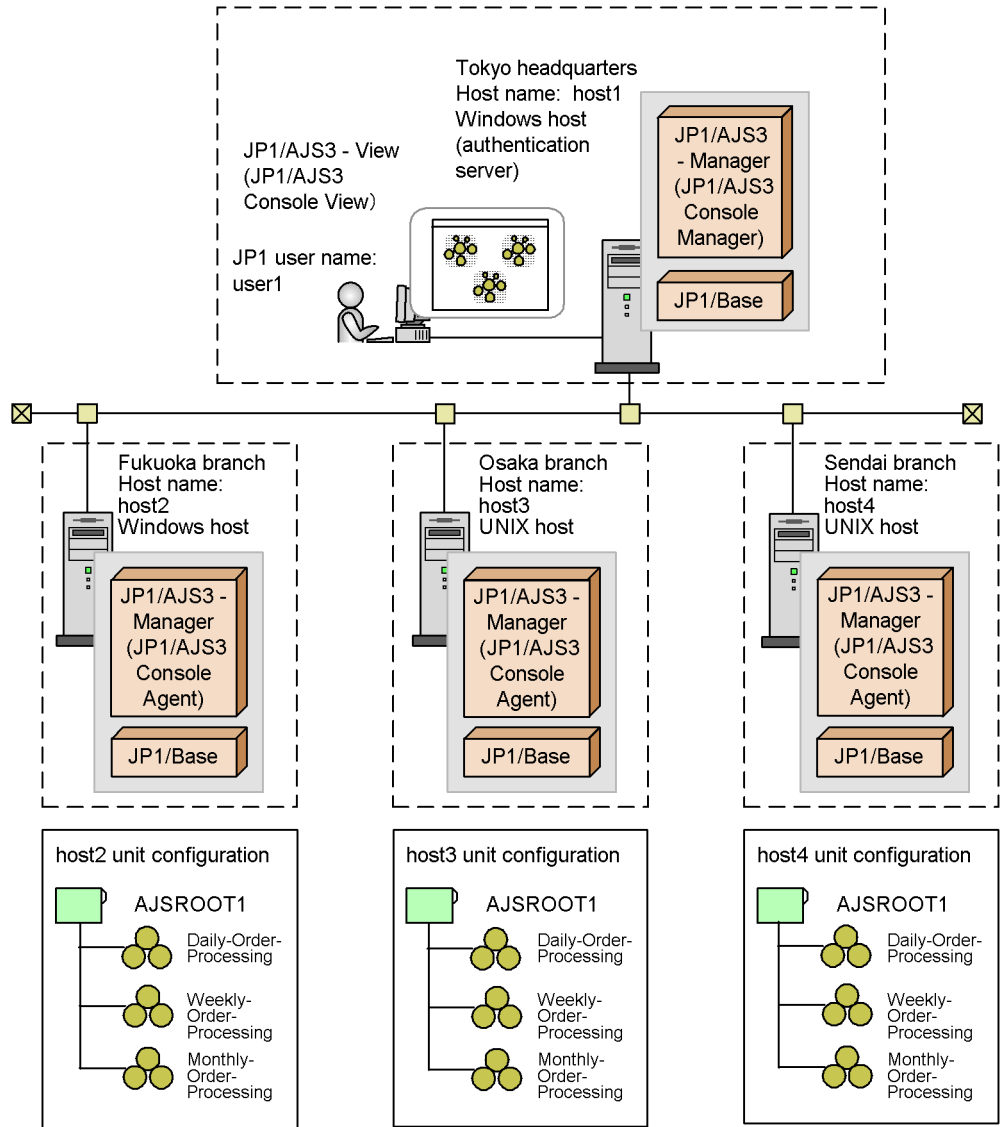 Tokyo headquarters
Host name: host1
Windows host
(authentication
server)
JP1/AJS3
- Manager
(JP1/AJS3
Console
Manager)
JP1/Base
JP1/AJS3 - View
(JP1/AJS3
Console View)
JP1 user name:
user1
Fukuoka branch
Host name:
host2
Windows host
JP1/AJS3 -
Manager
(JP1/AJS3
Console
Agent)
JP1/Base
Osaka branch
Host name:
host3
UNIX host
JP1/AJS3 -
Manager
(JP1/AJS3
Console
Agent)
JP1/Base
Sendai branch
Host name:
host4
UNIX host
JP1/AJS3 -
Manager
(JP1/AJS3
Console
Agent)
JP1/Base
host2 unit configuration
AJSROOT1
Daily-Order-
Processing
Weekly-
Order-
Processing
Monthly-
Order-
Processing
host3 unit configuration
AJSROOT1
Daily-Order-
Processing
Weekly-
Order-
Processing
Monthly-
Order-
Processing
host4 unit configuration
AJSROOT1
Daily-Order-
Processing
Weekly-
Order-
Processing
Monthly-
Order-
Processing